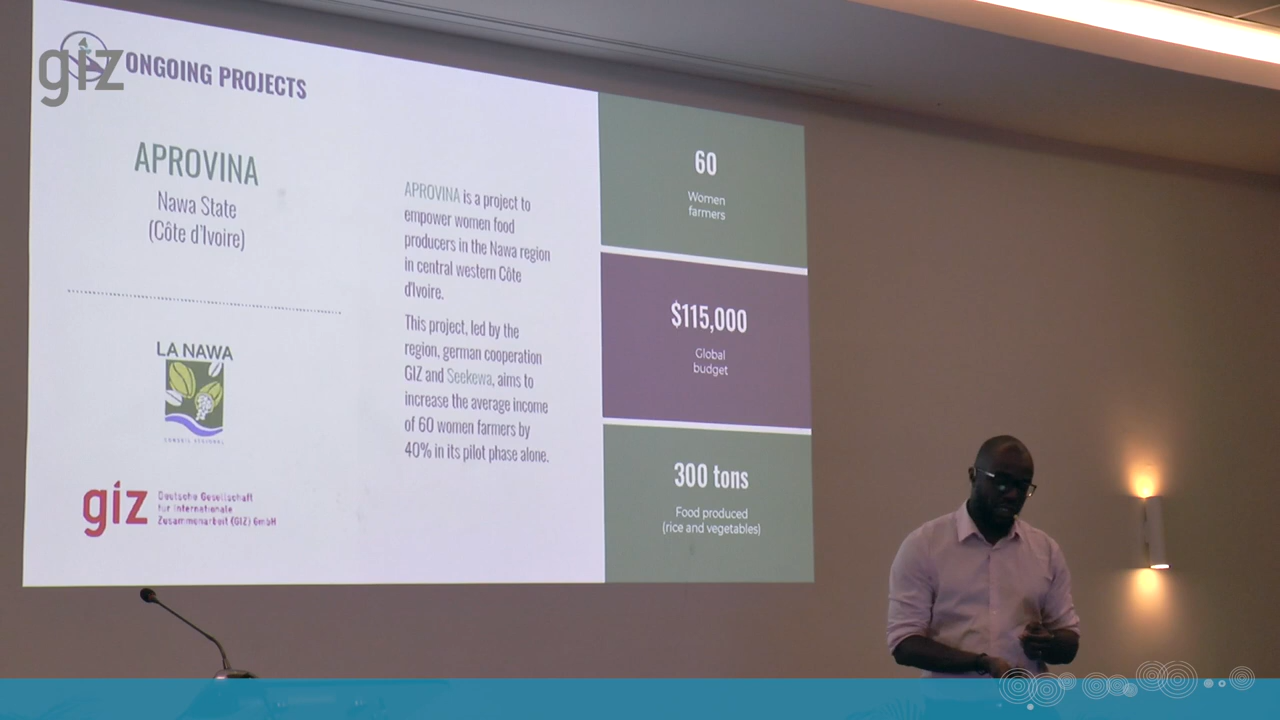 giz
ONGOING PROJECTS
APROVINA
Nawa State
(Côte d'Ivoire)
LA NAWA
CONSEIL RÉGIONAL
giz
Deutsche Gesellschaft
für Internationale
Zusammenarbeit (GIZ) GmbH
APROVINA is a project to
empower women food
producers in the Nawa region
in central western Côte
d'Ivoire.
This project, led by the
region, german cooperation
GIZ and Seekewa, aims to
increase the average income
of 60 women farmers by
40% in its pilot phase alone.
60
Women
farmers
$115,000
Global
budget
300 tons
Food produced
(rice and vegetables)